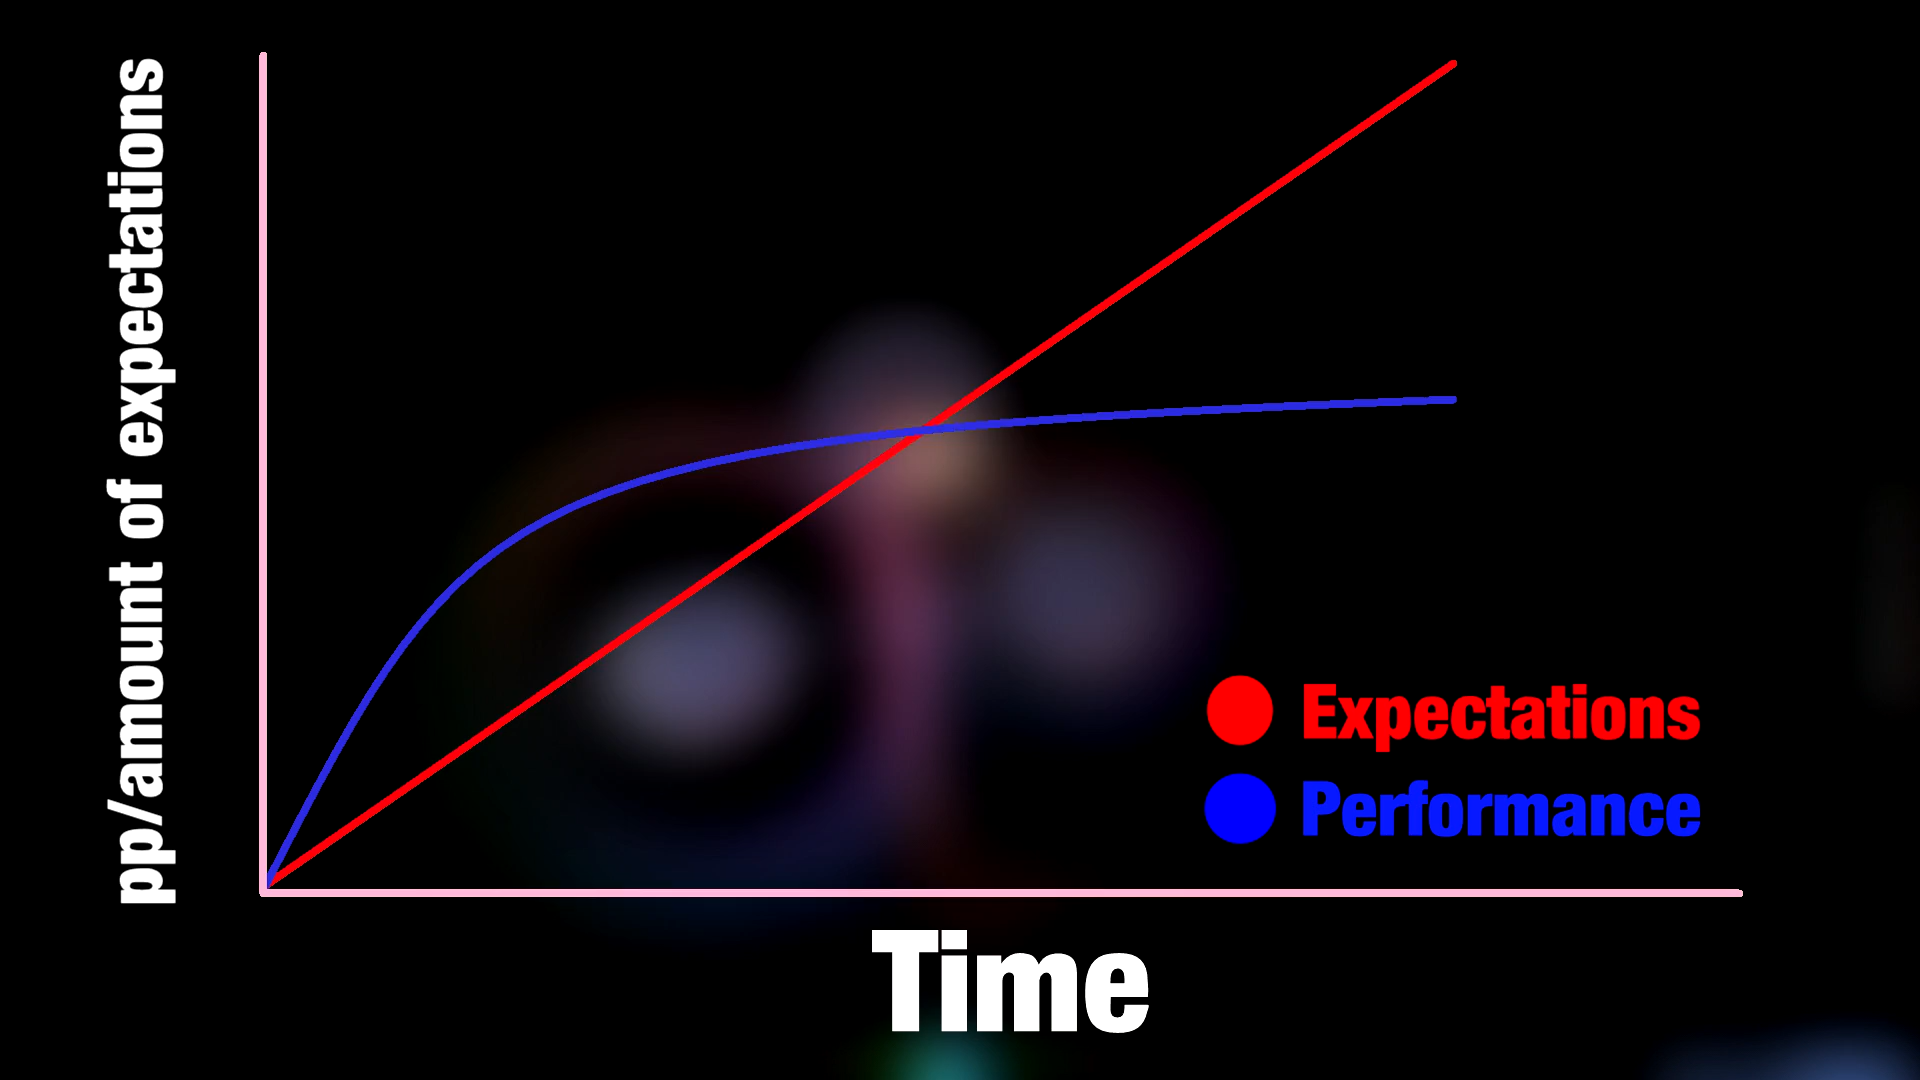 pp/amount of expectations
Expectations
Performance
Time